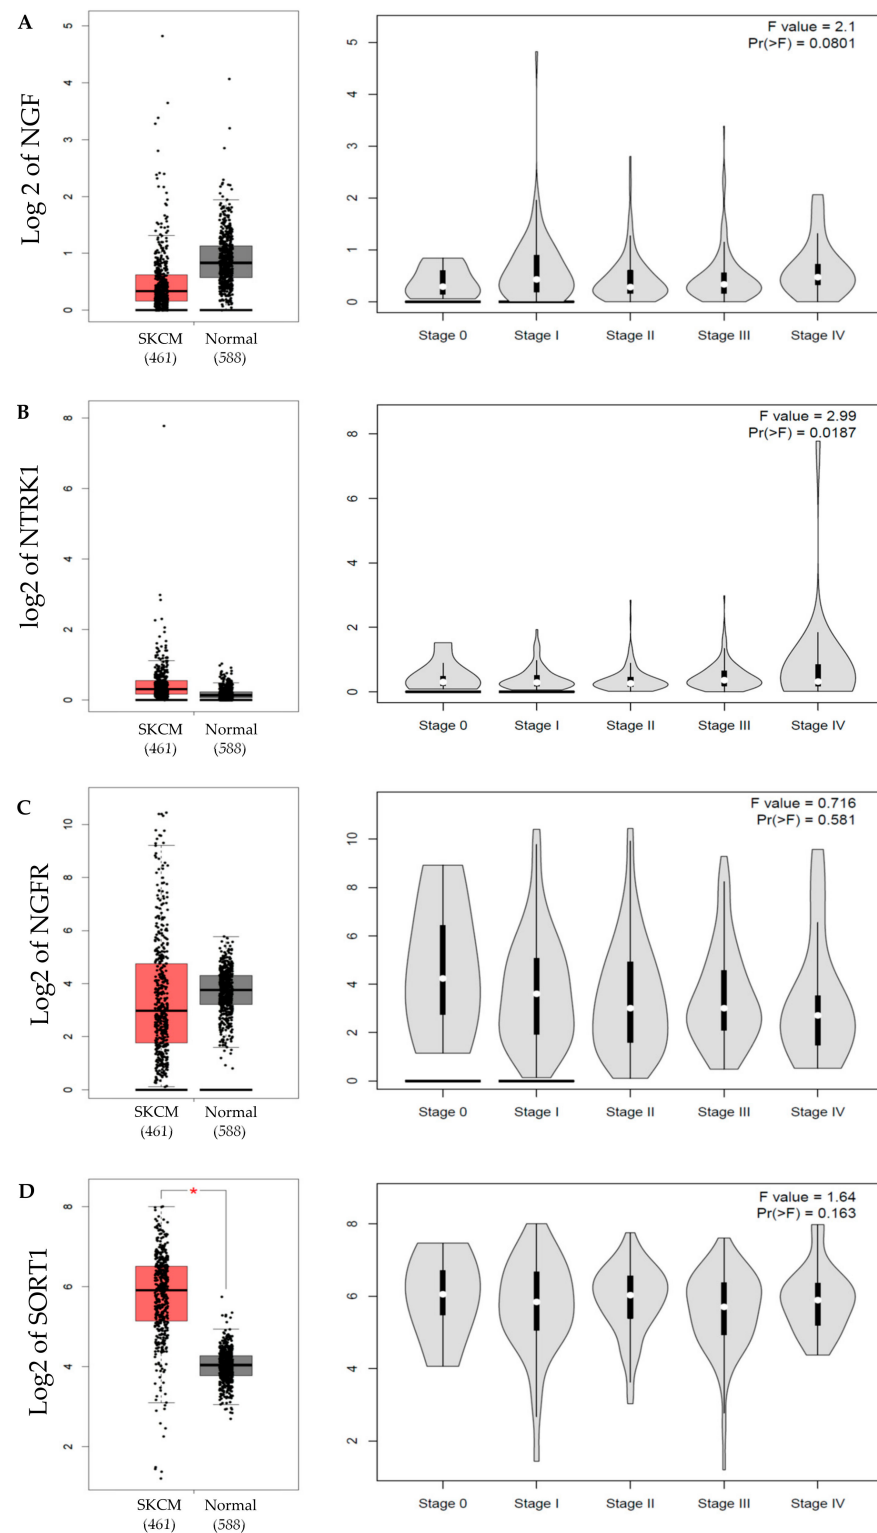 A
Log 2 of NGF
5
4
3
2
1
0
SKCM
(461)
Normal
(588)
F value = 2.1
Pr(>F) = 0.0801
5
4
3
2
1
0
Stage 0
Stage I
Stage II
Stage III
Stage IV
B
log2 of NTRK1
8
6
4
2
0
SKCM
(461)
Normal
(588)
F value = 2.99
Pr(>F) = 0.0187
8
6
4
2
0
Stage 0
Stage I
Stage II
Stage III
Stage IV
C
Log2 of NGFR
10
8
6
4
2
0
SKCM
(461)
Normal
(588)
F value = 0.716
Pr(>F) = 0.581
10
8
6
4
2
0
Stage 0
Stage I
Stage II
Stage III
Stage IV
D
Log2 of SORT1
8
6
4
2
*
SKCM
(461)
Normal
(588)
F value = 1.64
Pr(>F) = 0.163
8
6
4
2
Stage 0
Stage I
Stage II
Stage III
Stage IV